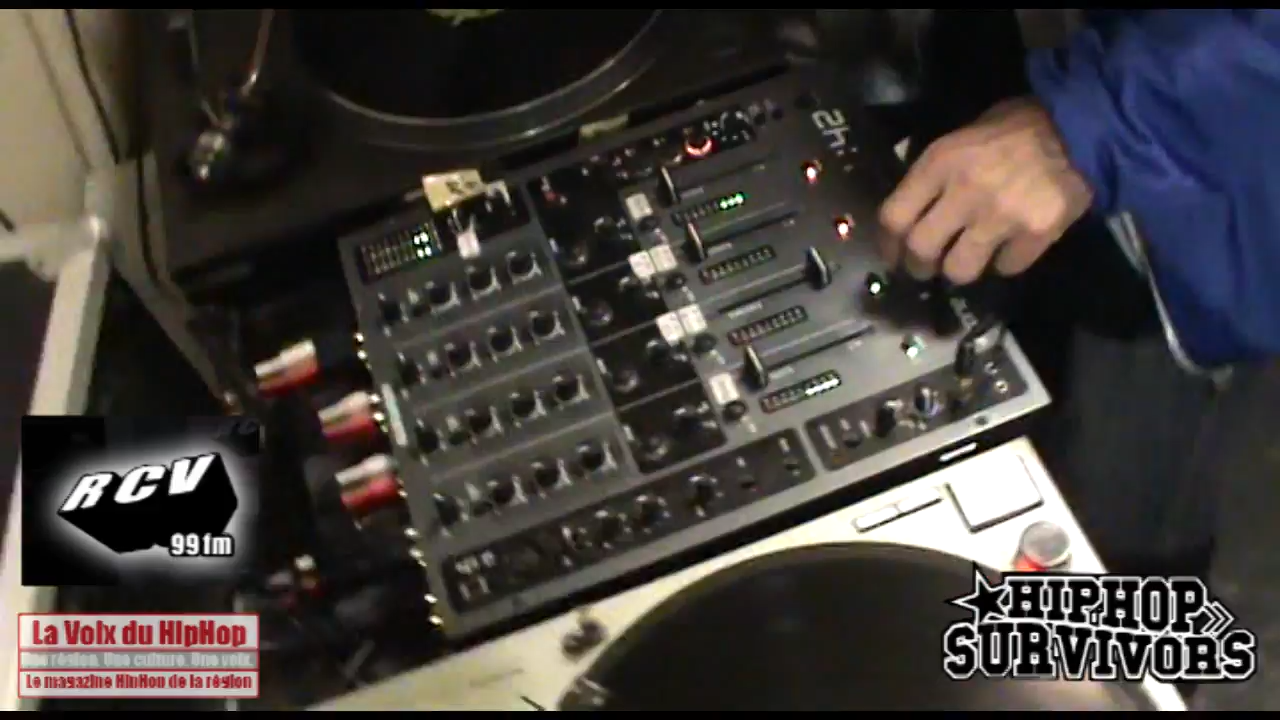 42
RCV
99fm
La Voix du HIpHop
Une région. Une culture. Une voix.
Le magazine HipHop de la région
HIPHOP
SURVIVORS